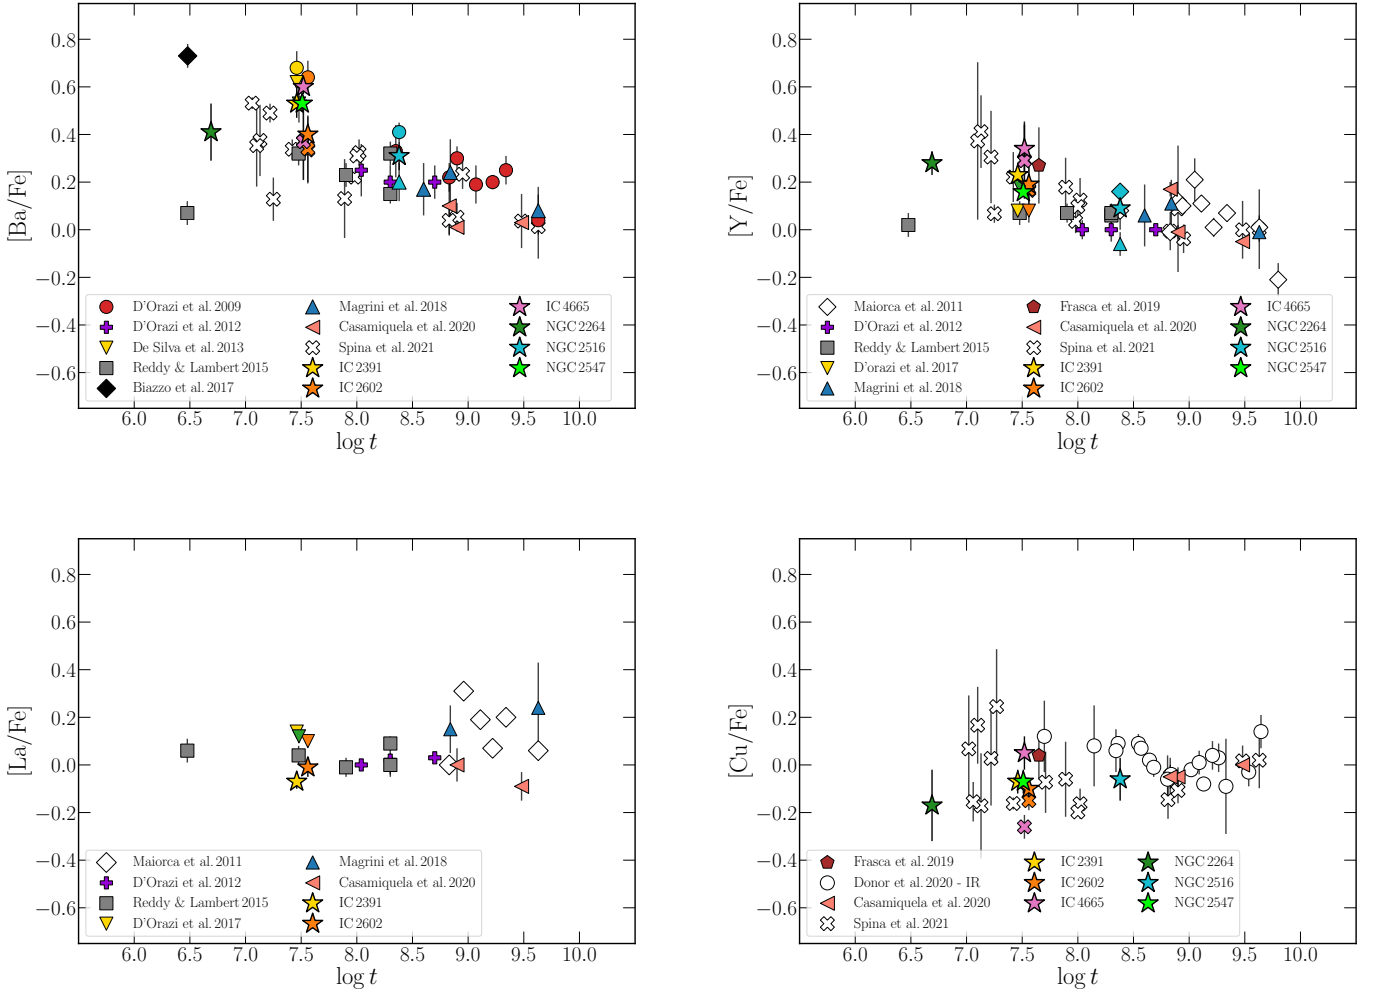 [Ba/Fe]
0.8
0.6
0.4
0.2
0.0
−0.2
−0.4
−0.6
D'Orazi et al. 2009
D'Orazi et al. 2012
De Silva et al. 2013
Reddy & Lambert 2015
Biazzo et al. 2017
Magrini et al. 2018
Casamiquela et al. 2020
Spina et al. 2021
IC 2391
IC 2602
IC 4665
NGC 2264
NGC 2516
NGC 2547
6.0 6.5 7.0 7.5 8.0 8.5 9.0 9.5 10.0
log t
[Y/Fe]
0.8
0.6
0.4
0.2
0.0
−0.2
−0.4
−0.6
Maiorca et al. 2011
D'Orazi et al. 2012
Reddy & Lambert 2015
D'orazi et al. 2017
Magrini et al. 2018
Frasca et al. 2019
Casamiquela et al. 2020
Spina et al. 2021
IC 2391
IC 2602
IC 4665
NGC 2264
NGC 2516
NGC 2547
6.0 6.5 7.0 7.5 8.0 8.5 9.0 9.5 10.0
log t
[La/Fe]
0.8
0.6
0.4
0.2
0.0
−0.2
−0.4
−0.6
Maiorca et al. 2011
D'Orazi et al. 2012
Reddy & Lambert 2015
D'Orazi et al. 2017
Magrini et al. 2018
Casamiquela et al. 2020
IC 2391
IC 2602
6.0 6.5 7.0 7.5 8.0 8.5 9.0 9.5 10.0
log t
[Cu/Fe]
0.8
0.6
0.4
0.2
0.0
−0.2
−0.4
−0.6
Frasca et al. 2019
Donor et al. 2020 - IR
Casamiquela et al. 2020
Spina et al. 2021
IC 2391
IC 2602
IC 4665
NGC 2264
NGC 2516
NGC 2547
6.0 6.5 7.0 7.5 8.0 8.5 9.0 9.5 10.0
log t